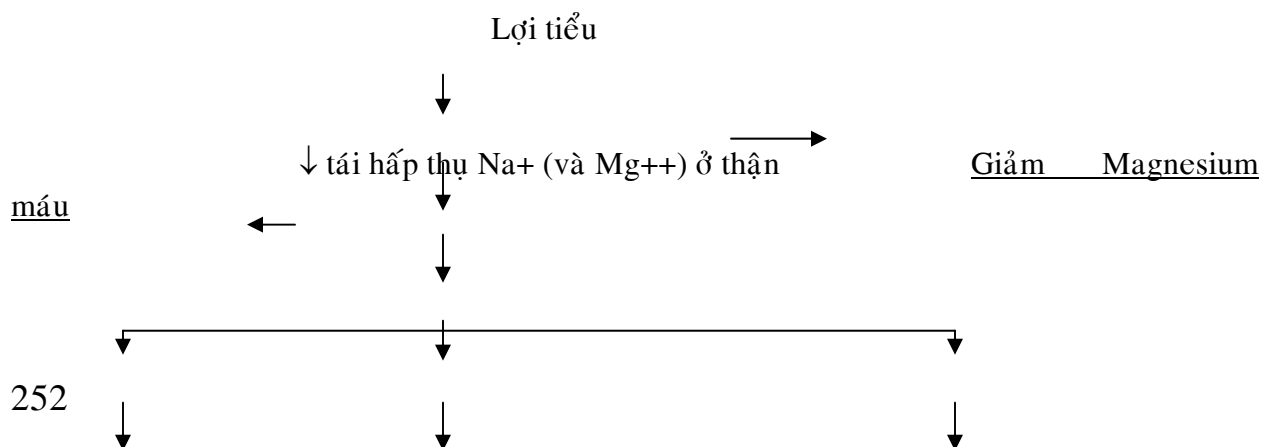 Lợi tiểu
↓ tái hấp thụ Na+ (và Mg++) ở thận Giảm Magnesium
máu
252